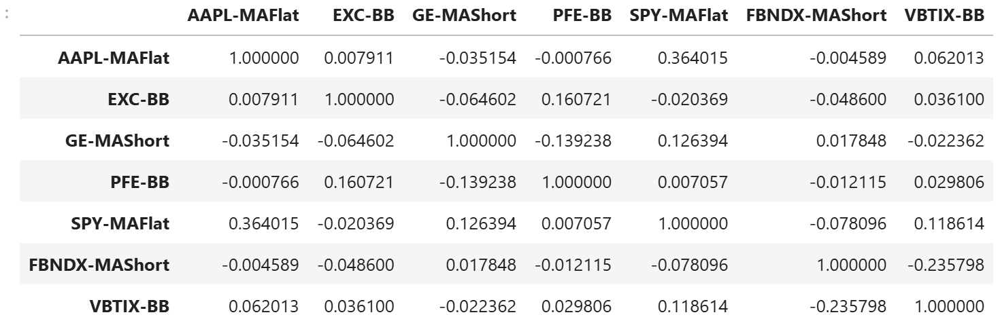 :
AAPL-MAFlat EXC-BB GE-MAShort PFE-BB SPY-MAFlat FBNDX-MAShort VBTIX-BB
AAPL-MAFlat 1.000000 0.007911 -0.035154 -0.000766 0.364015 -0.004589 0.062013
EXC-BB 0.007911 1.000000 -0.064602 0.160721 -0.020369 -0.048600 0.036100
GE-MAShort -0.035154 -0.064602 1.000000 -0.139238 0.126394 0.017848 -0.022362
PFE-BB -0.000766 0.160721 -0.139238 1.000000 0.007057 -0.012115 0.029806
SPY-MAFlat 0.364015 -0.020369 0.126394 0.007057 1.000000 -0.078096 0.118614
FBNDX-MAShort -0.004589 -0.048600 0.017848 -0.012115 -0.078096 1.000000 -0.235798
VBTIX-BB 0.062013 0.036100 -0.022362 0.029806 0.118614 -0.235798 1.000000